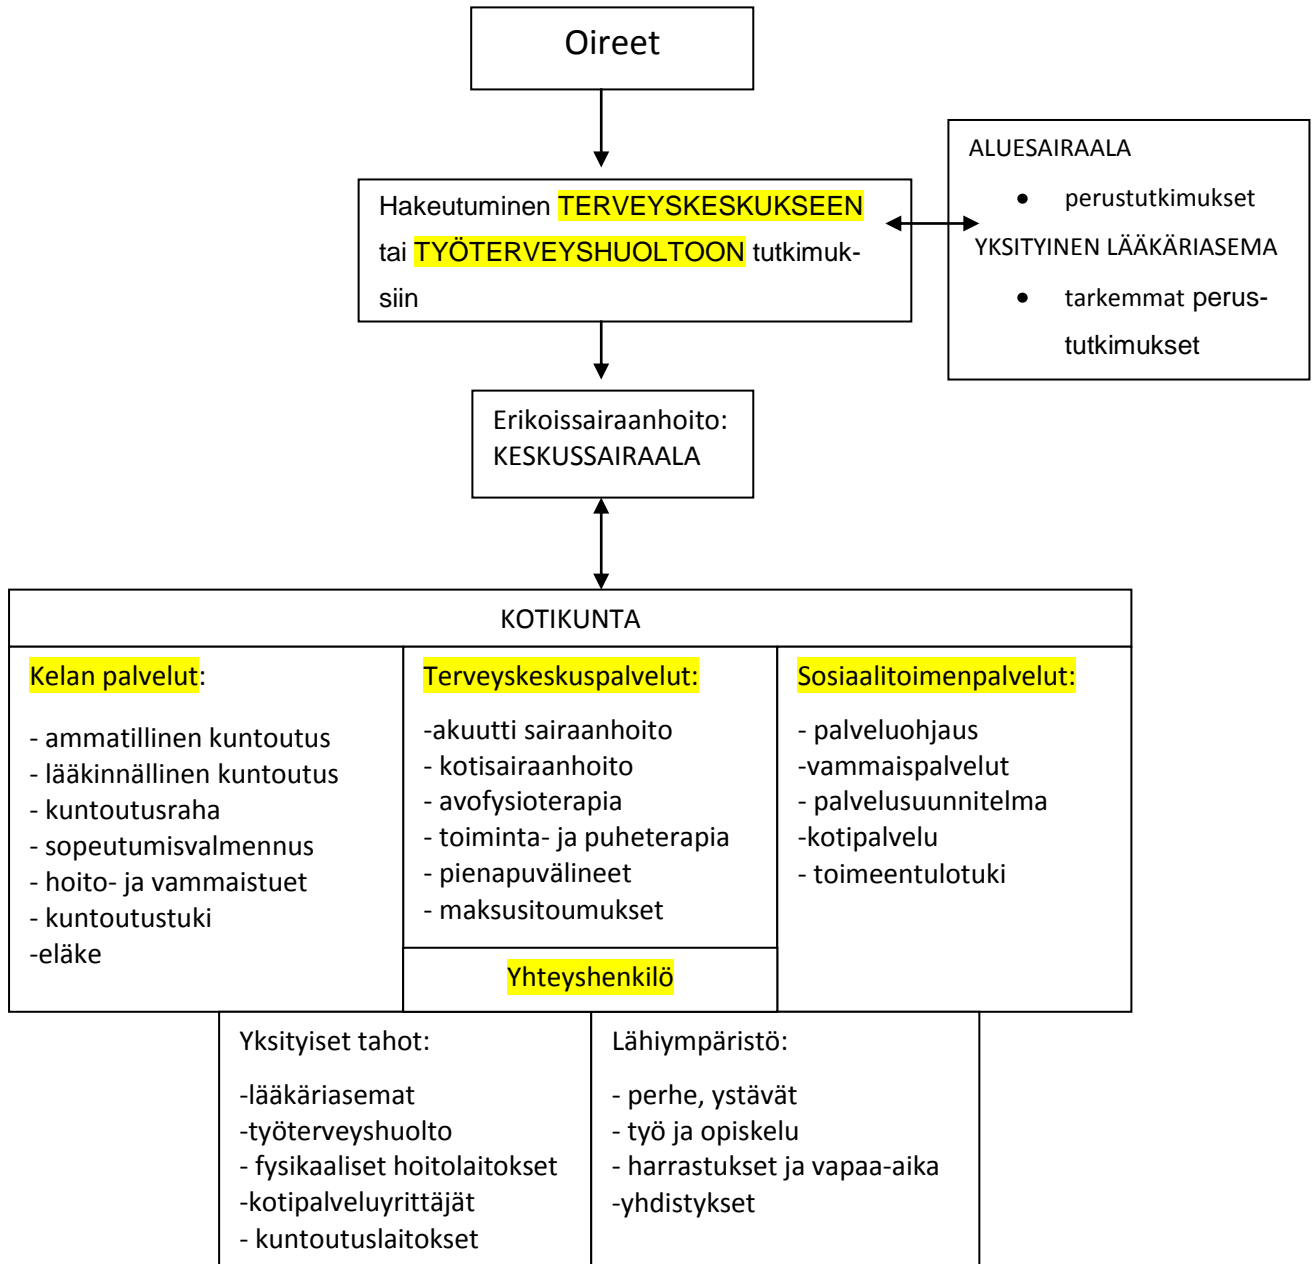 Oireet
Hakeutuminen TERVEYSKESKUKSEEN
tai TYÖTERVEYSHUOLTOON tutkimuk-
siin
ALUESAIRAALA
• perustutkimukset
YKSITYINEN LÄÄKÄRIASEMA
• tarkemmat perus-
tutkimukset
Erikoissairaanhoito:
KESKUSSAIRAALA
KOTIKUNTA
Kelan palvelut:
- ammatillinen kuntoutus
- lääkinnällinen kuntoutus
- kuntoutusraha
- sopeutumisvalmennus
- hoito- ja vammaistuet
- kuntoutustuki
-eläke
Terveyskeskuspalvelut:
-akuutti sairaanhoito
- kotisairaanhoito
- avofysioterapia
- toiminta- ja puheterapia
- pienapuvälineet
- maksusitoumukset
Yhteyshenkilö
Sosiaalitoimenpalvelut:
- palveluohjaus
-vammaispalvelut
- palvelusuunnitelma
-kotipalvelu
- toimeentulotuki
Yksityiset tahot:
-lääkäriasemat
-työterveyshuolto
- fysikaaliset hoitolaitokset
-kotipalveluyrittäjät
- kuntoutuslaitokset
Lähiympäristö:
- perhe, ystävät
- työ ja opiskelu
- harrastukset ja vapaa-aika
-yhdistykset